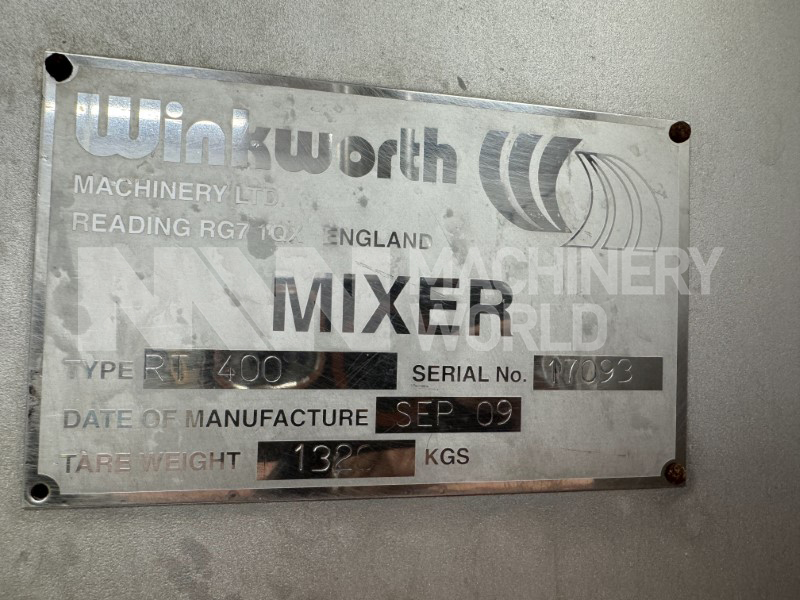 Winkworth
MACHINERY LTD.
READING RG7 1QX ENGLAND
MIXER
TYPE RT 400 SERIAL No. 17093
DATE OF MANUFACTURE SEP 09
TARE WEIGHT KGS
MACHINERY
WORLD